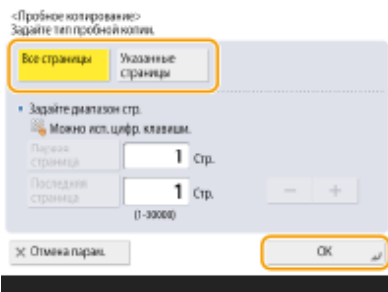 <Пробное копирование>
Задайте тип пробной копии.
Все страницы
Указанные
страницы
Задайте диапазон стр.
Можно исп. цифр. клавиши.
Первая
страница
1 Стр.
Последняя
страница
1 Стр.
− +
(1-30000)
× Отмена парам.
OK